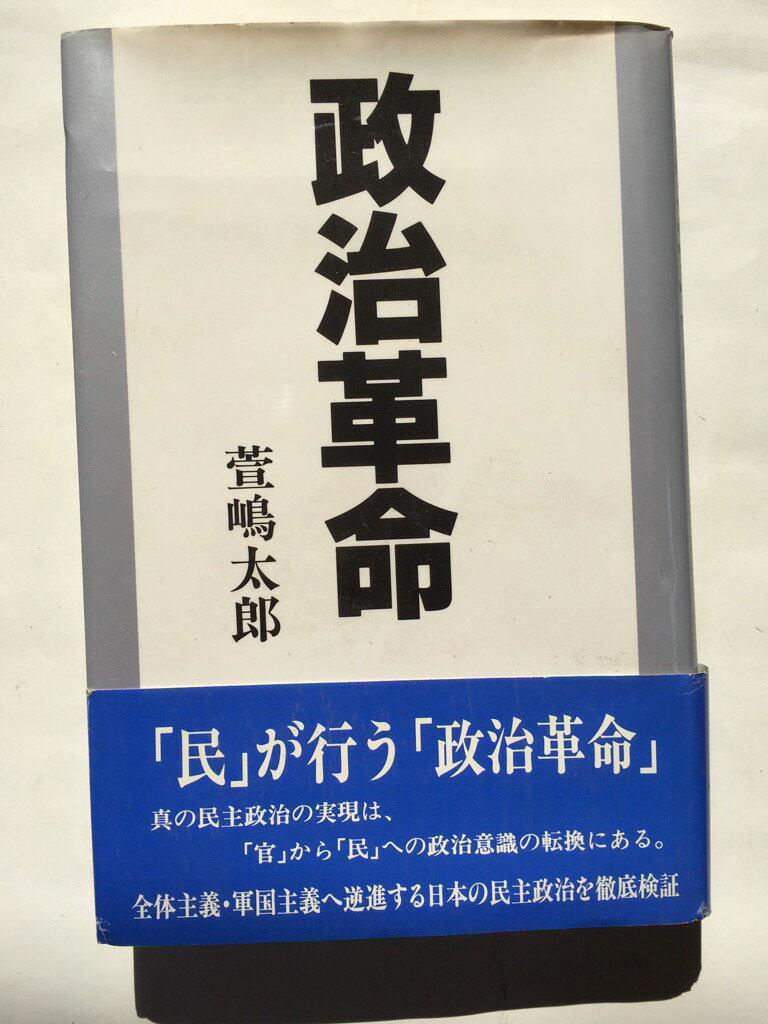 政治革命
萱嶋太郎
「民」が行う「政治革命」
真の民主政治の実現は、
「官」から「民」への政治意識の転換にある。
全体主義・軍国主義へ逆進する日本の民主政治を徹底検証